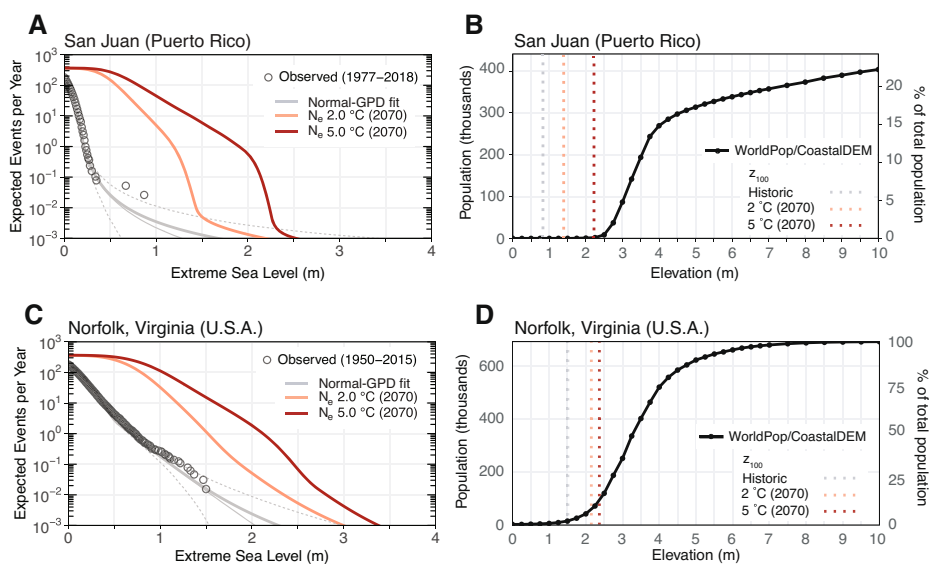 A
San Juan (Puerto Rico)
Expected Events per Year
10³
10²
10¹
10⁰
10⁻¹
10⁻²
10⁻³
Observed (1977–2018)
Normal-GPD fit
Nₑ 2.0 °C (2070)
Nₑ 5.0 °C (2070)
0 1 2 3 4
Extreme Sea Level (m)
B
San Juan (Puerto Rico)
Population (thousands)
400
300
200
100
0
WorldPop/CoastalDEM
z₁₀₀
Historic
2 °C (2070)
5 °C (2070)
20
15
10
5
0
% of total population
0 1 2 3 4 5 6 7 8 9 10
Elevation (m)
C
Norfolk, Virginia (U.S.A.)
Expected Events per Year
10³
10²
10¹
10⁰
10⁻¹
10⁻²
10⁻³
Observed (1950–2015)
Normal-GPD fit
Nₑ 2.0 °C (2070)
Nₑ 5.0 °C (2070)
0 1 2 3 4
Extreme Sea Level (m)
D
Norfolk, Virginia (U.S.A.)
Population (thousands)
600
400
200
0
WorldPop/CoastalDEM
z₁₀₀
Historic
2 °C (2070)
5 °C (2070)
100
75
50
25
0
% of total population
0 1 2 3 4 5 6 7 8 9 10
Elevation (m)